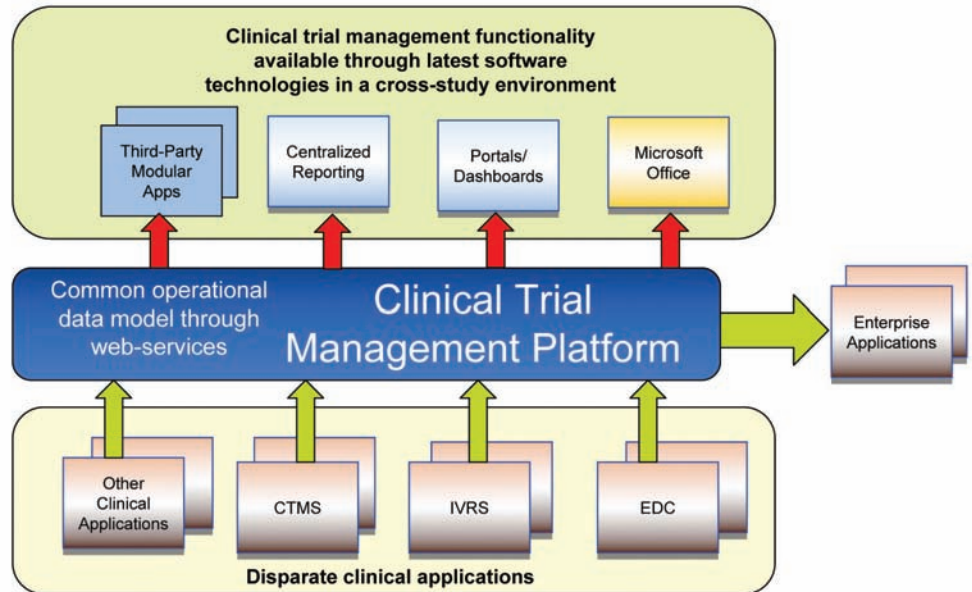 Clinical trial management functionality
available through latest software
technologies in a cross-study environment
Third-Party
Modular
Apps
Centralized
Reporting
Portals/
Dashboards
Microsoft
Office
Common operational
data model through
web-services
Clinical Trial
Management Platform
Enterprise
Applications
Other
Clinical
Applications
CTMS
IVRS
EDC
Disparate clinical applications